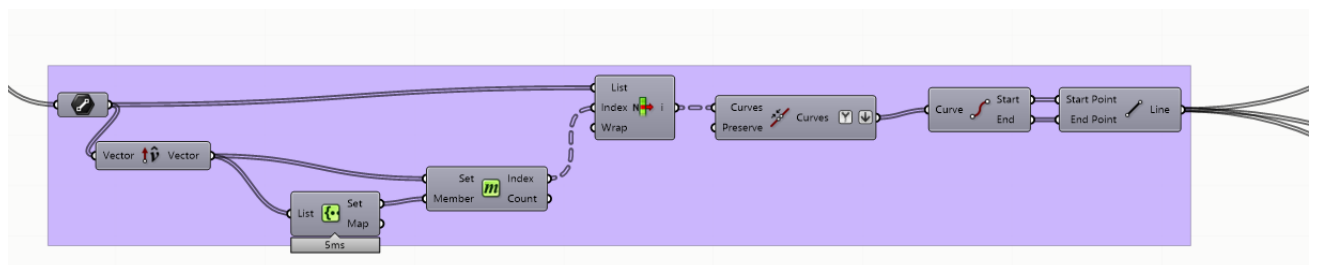 List
Index N i
Wrap
Curves Curves
Preserve
Curve Start
End
Start Point Line
End Point
Vector v̂ Vector
Set m Index
Member Count
List Set
Map
5ms